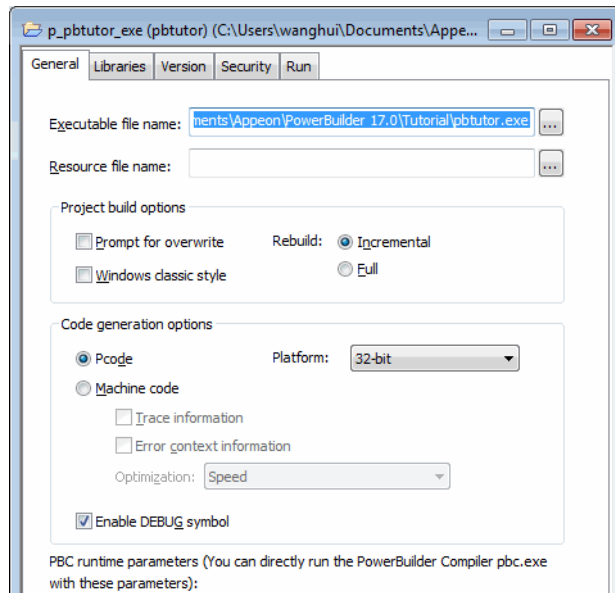 p_pbtutor_exe (pbtutor) (C:\Users\wanghui\Documents\Appe...
General Libraries Version Security Run
Executable file name: ments\Appeon\PowerBuilder 17.0\Tutorial\pbtutor.exe ...
Resource file name: ...
Project build options
Prompt for overwrite Rebuild: Incremental
Windows classic style Full
Code generation options
Pcode Platform: 32-bit
Machine code
Trace information
Error context information
Optimization: Speed
Enable DEBUG symbol
PBC runtime parameters (You can directly run the PowerBuilder Compiler pbc.exe
with these parameters):